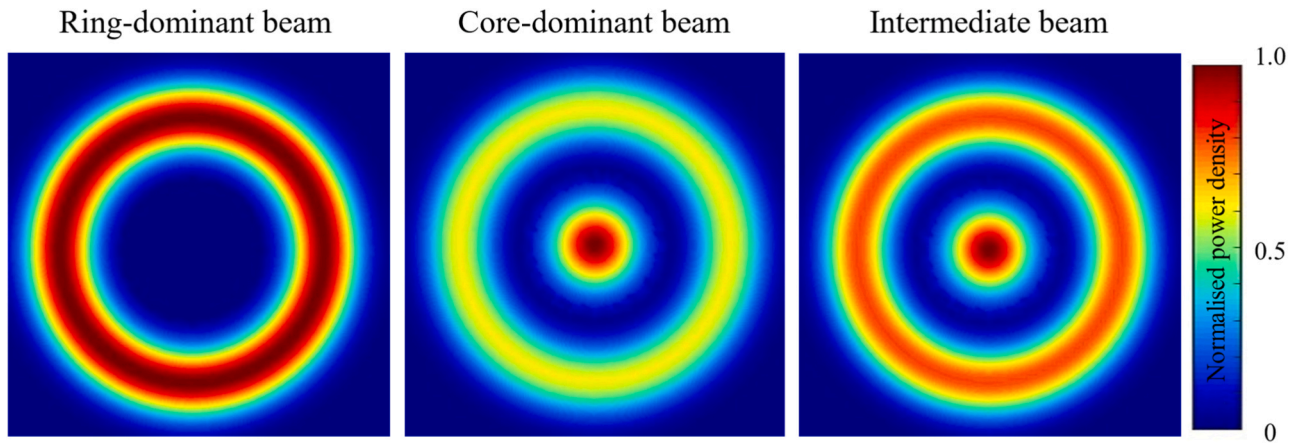 Ring-dominant beam
Core-dominant beam
Intermediate beam
1.0
0.5
0
Normalised power density